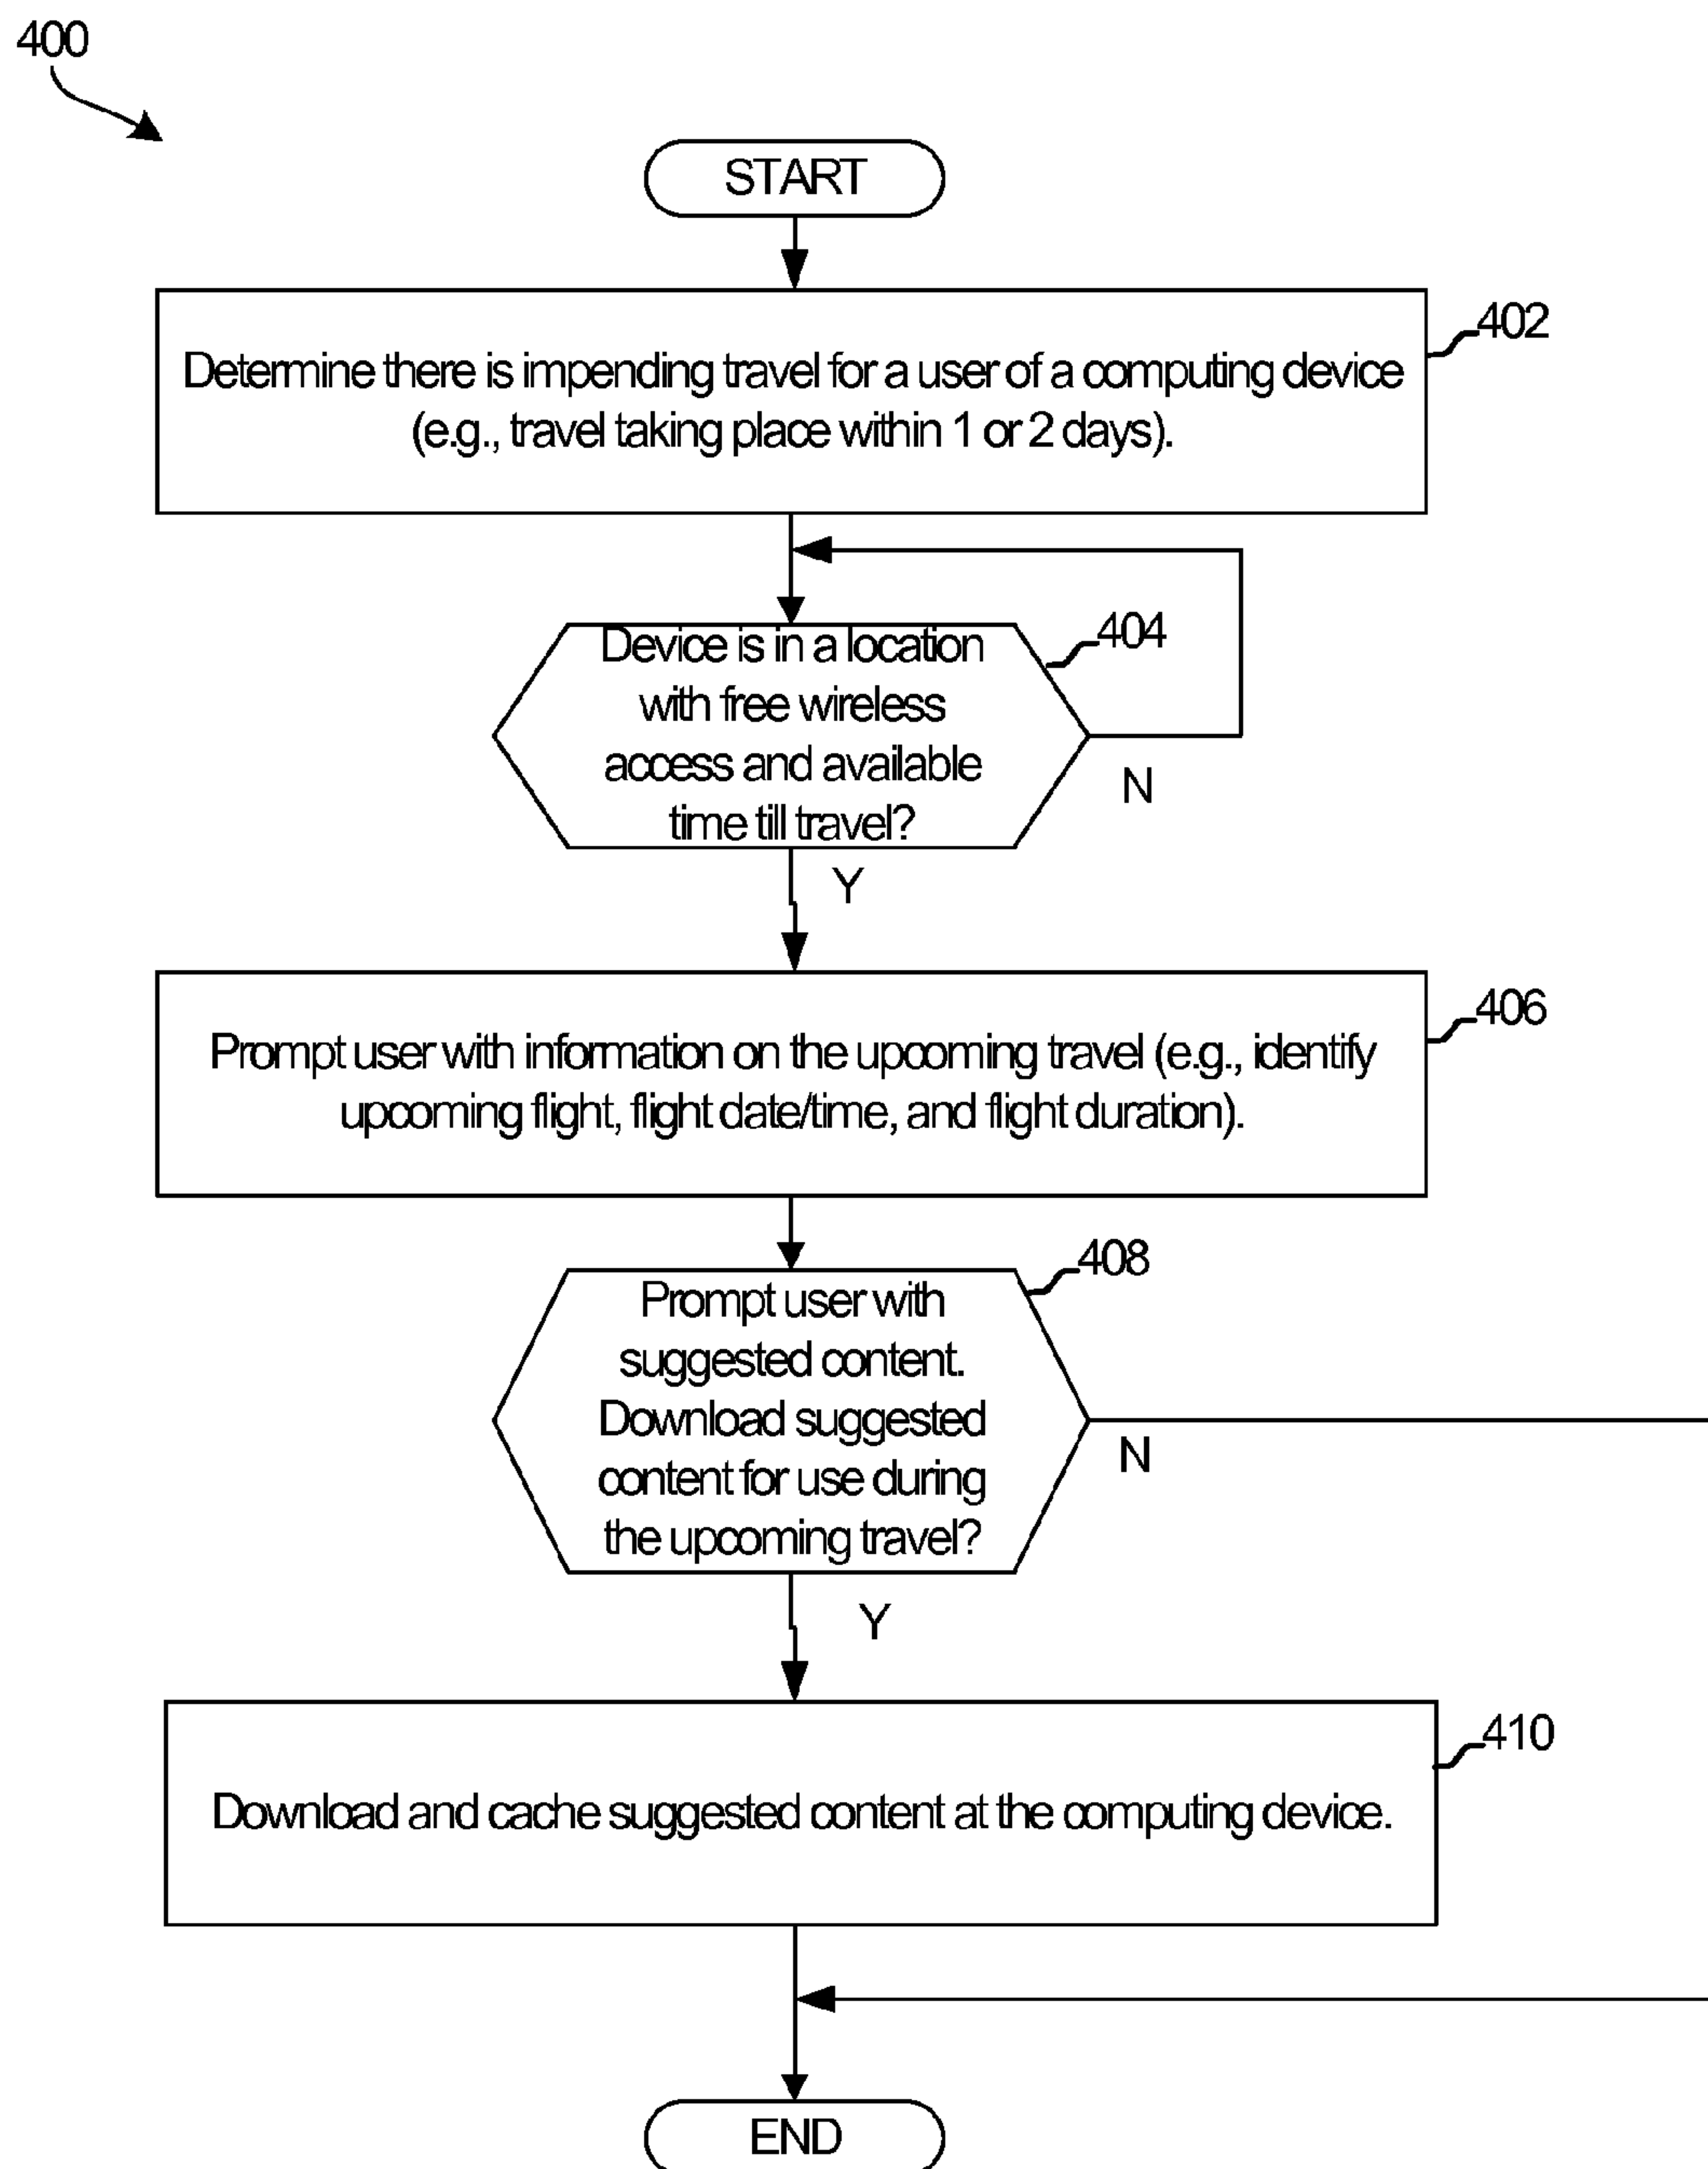 400
START
402
Determine there is impending travel for a user of a computing device
(e.g., travel taking place within 1 or 2 days).
404
Device is in a location
with free wireless
access and available
time till travel?
N
Y
406
Prompt user with information on the upcoming travel (e.g., identify
upcoming flight, flight date/time, and flight duration).
408
Prompt user with
suggested content.
Download suggested
content for use during
the upcoming travel?
N
Y
410
Download and cache suggested content at the computing device.
END